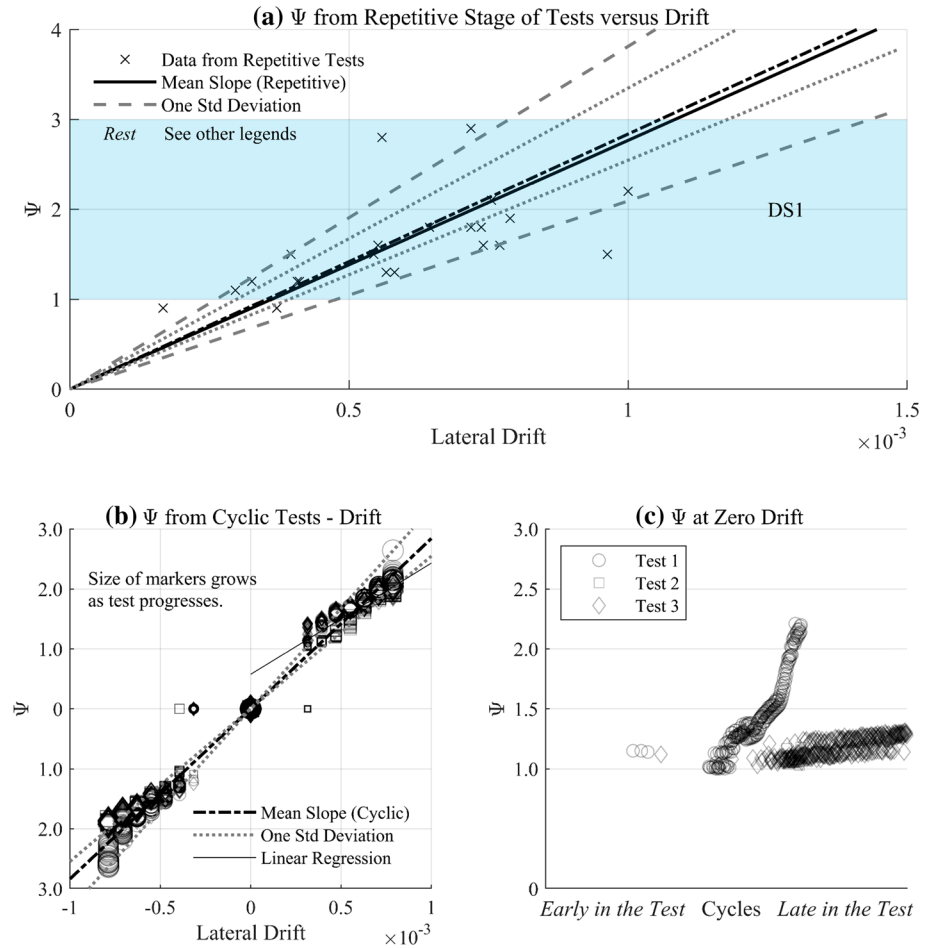 (a) Ψ from Repetitive Stage of Tests versus Drift
4
3
2
1
0
Ψ
Data from Repetitive Tests
Mean Slope (Repetitive)
One Std Deviation
Rest See other legends
DS1
0 0.5 1 1.5
Lateral Drift
×10⁻³
(b) Ψ from Cyclic Tests - Drift
3.0
2.0
1.0
0
1.0
2.0
3.0
Ψ
Size of markers grows
as test progresses.
Mean Slope (Cyclic)
One Std Deviation
Linear Regression
-1 -0.5 0 0.5 1
Lateral Drift
×10⁻³
(c) Ψ at Zero Drift
3.0
2.5
2.0
1.5
1.0
0
Ψ
Test 1
Test 2
Test 3
Early in the Test Cycles Late in the Test